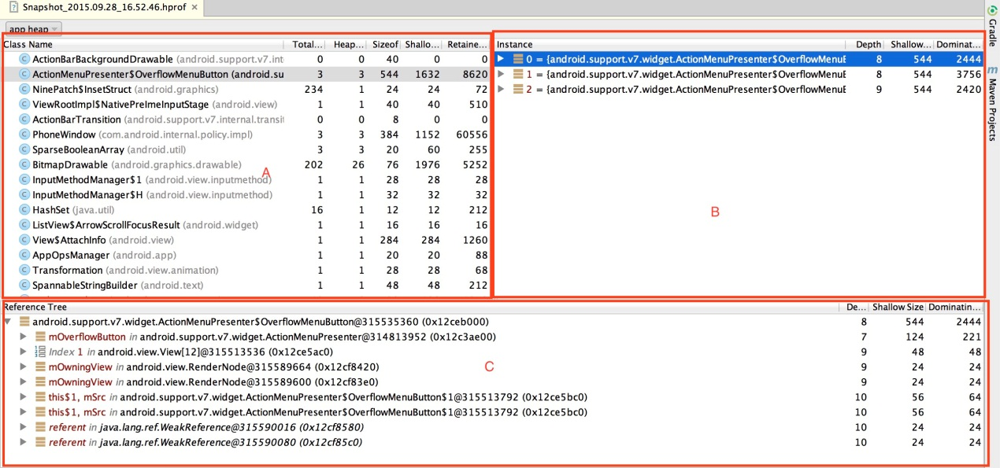 Snapshot_2015.09.28_16.52.46.hprof
app heap
Class Name Total... Heap... Sizeof Shallo... Retaine...
ActionBarBackgroundDrawable (android.support.v7.int 0 0 40 0 0
ActionMenuPresenter$OverflowMenuButton (android.su 3 3 544 1632 8620
NinePatch$InsetStruct (android.graphics) 234 1 24 24 72
ViewRootImpl$NativePreImeInputStage (android.view) 1 1 40 40 510
ActionBarTransition (android.support.v7.internal.transit 0 0 8 0 0
PhoneWindow (com.android.internal.policy.impl) 3 3 384 1152 60556
SparseBooleanArray (android.util) 3 3 20 60 255
BitmapDrawable (android.graphics.drawable) 202 26 76 1976 5252
InputMethodManager$1 (android.view.inputmethod) 1 1 28 28 28
InputMethodManager$H (android.view.inputmethod) 1 1 32 32 32
HashSet (java.util) 16 1 12 12 212
ListView$ArrowScrollFocusResult (android.widget) 1 1 16 16 16
View$AttachInfo (android.view) 1 1 284 284 1260
AppOpsManager (android.app) 1 1 20 20 88
Transformation (android.view.animation) 1 1 28 28 68
SpannableStringBuilder (android.text) 1 1 48 48 212
A
Instance Depth Shallow... Dominat...
0 = {android.support.v7.widget.ActionMenuPresenter$OverflowMenuE 8 544 2444
1 = {android.support.v7.widget.ActionMenuPresenter$OverflowMenuE 8 544 3756
2 = {android.support.v7.widget.ActionMenuPresenter$OverflowMenuE 9 544 2420
B
Reference Tree De... Shallow Size Dominatin...
android.support.v7.widget.ActionMenuPresenter$OverflowMenuButton@315535360 (0x12ceb000) 8 544 2444
mOverflowButton in android.support.v7.widget.ActionMenuPresenter@314813952 (0x12c3ae00) 7 124 221
Index 1 in android.view.View[12]@315513536 (0x12ce5ac0) 9 48 48
mOwningView in android.view.RenderNode@315589664 (0x12cf8420) 9 24 24
mOwningView in android.view.RenderNode@315589600 (0x12cf83e0) 9 24 24
this$1, mSrc in android.support.v7.widget.ActionMenuPresenter$OverflowMenuButton$1@315513792 (0x12ce5bc0) 10 56 64
this$1, mSrc in android.support.v7.widget.ActionMenuPresenter$OverflowMenuButton$1@315513792 (0x12ce5bc0) 10 56 64
referent in java.lang.ref.WeakReference@315590016 (0x12cf8580) 10 24 24
referent in java.lang.ref.WeakReference@315590080 (0x12cf85c0) 10 24 24
C
Gradle
m
Maven Projects